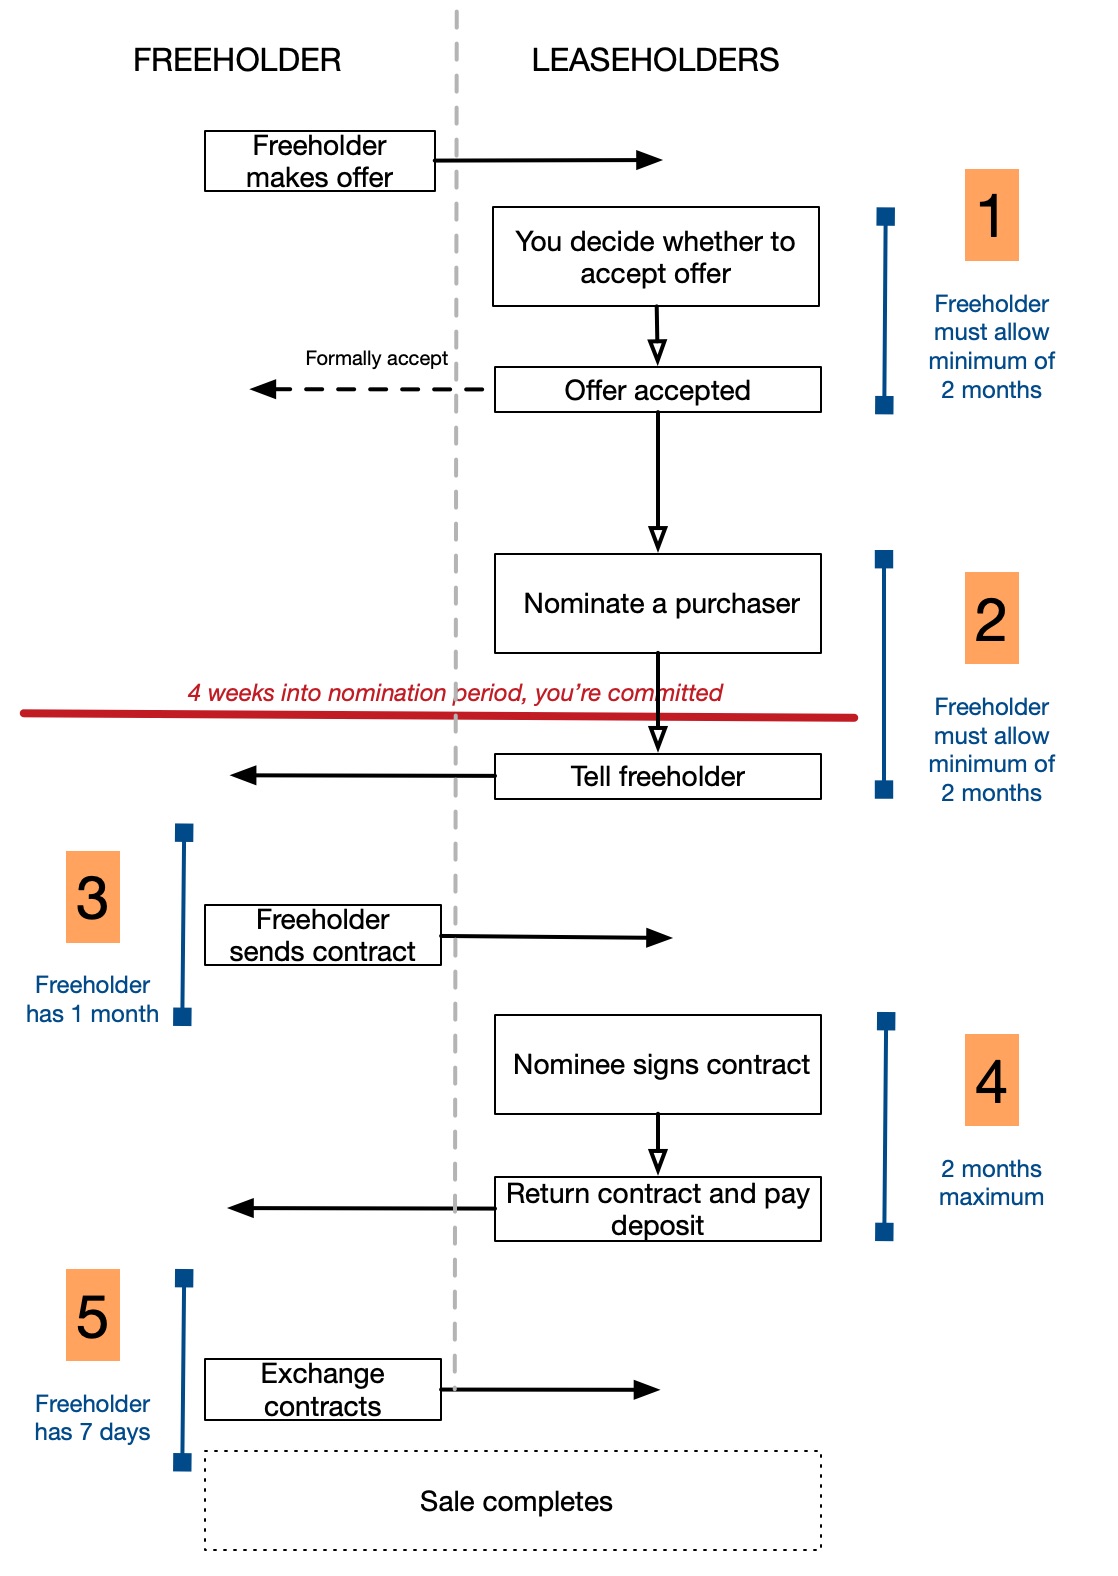 FREEHOLDER
LEASEHOLDERS
Freeholder
makes offer
You decide whether to
accept offer
1
Freeholder
must allow
minimum of
2 months
Formally accept
Offer accepted
Nominate a purchaser
2
Freeholder
must allow
minimum of
2 months
4 weeks into nomination period, you're committed
Tell freeholder
3
Freeholder
has 1 month
Freeholder
sends contract
Nominee signs contract
4
2 months
maximum
Return contract and pay
deposit
5
Freeholder
has 7 days
Exchange
contracts
Sale completes